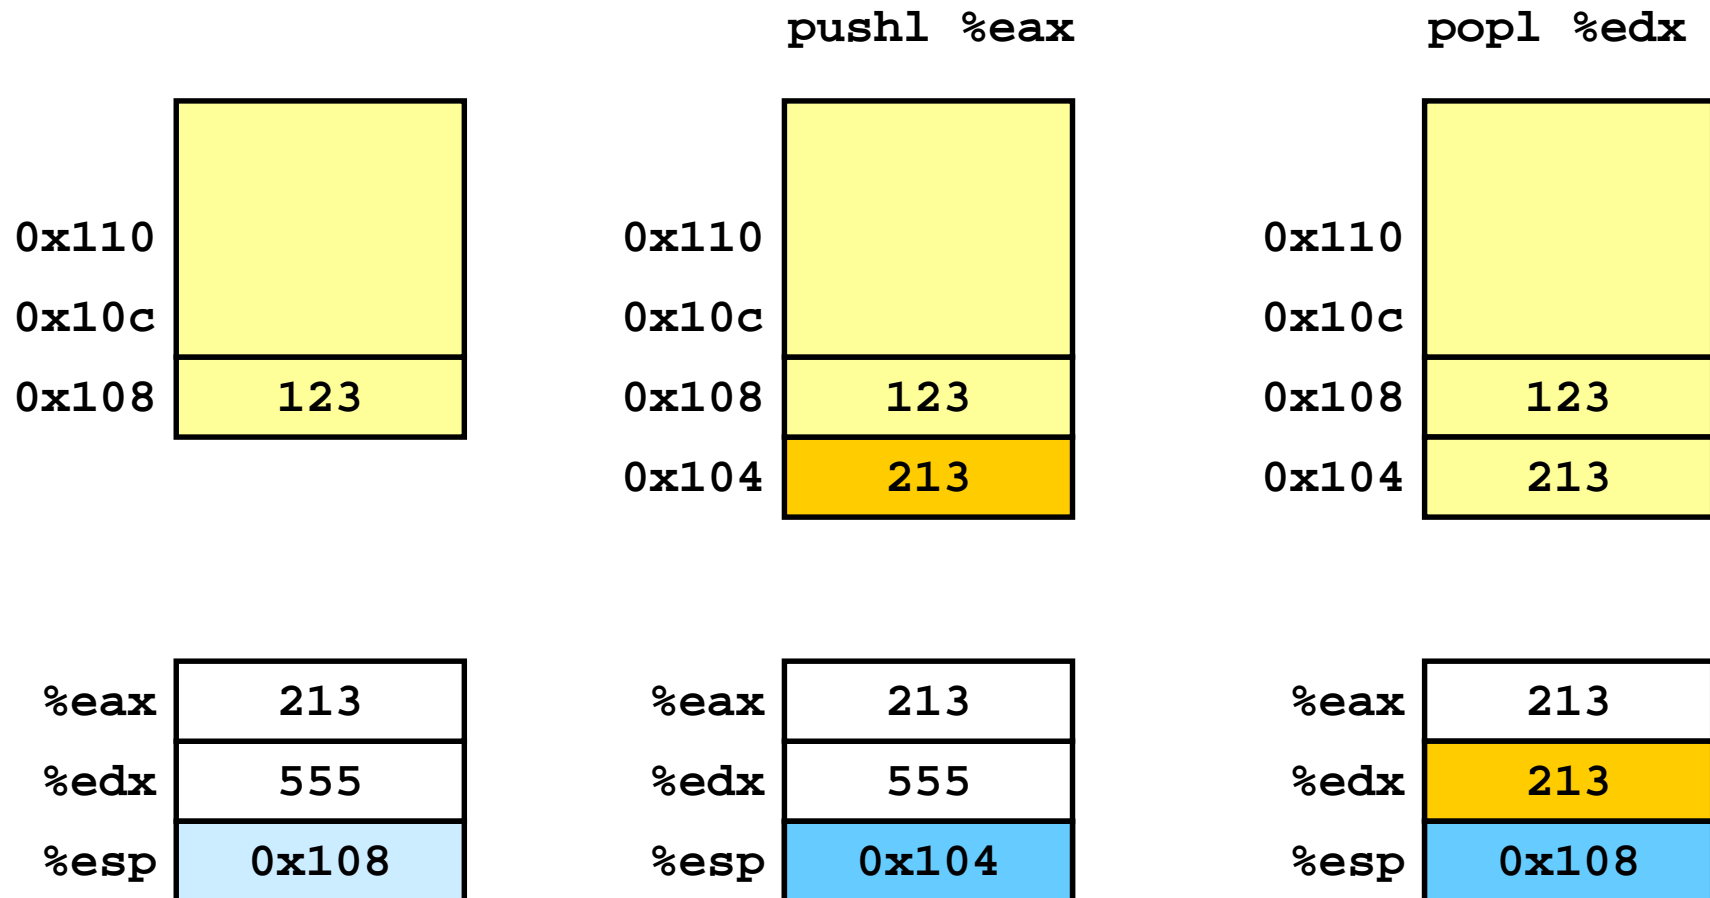 pushl %eax popl %edx
0x110 0x110 0x110
0x10c 0x10c 0x10c
0x108 123 0x108 123 0x108 123
0x104 213 0x104 213
%eax 213 %eax 213 %eax 213
%edx 555 %edx 555 %edx 213
%esp 0x108 %esp 0x104 %esp 0x108